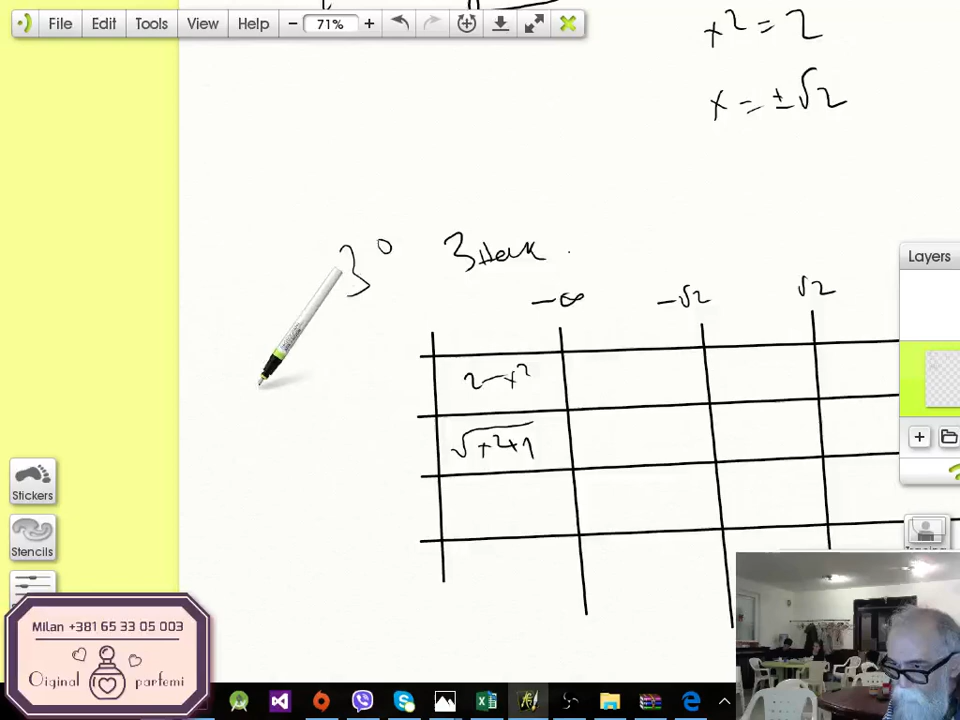 File Edit Tools View Help 71%
x² = 2
x = ±√2
3° Знак.
-∞ -√2 √2
2-x²
√x²+1
Layers
Stickers
Stencils
Milan +381 65 33 05 003
Oiginal parfemi